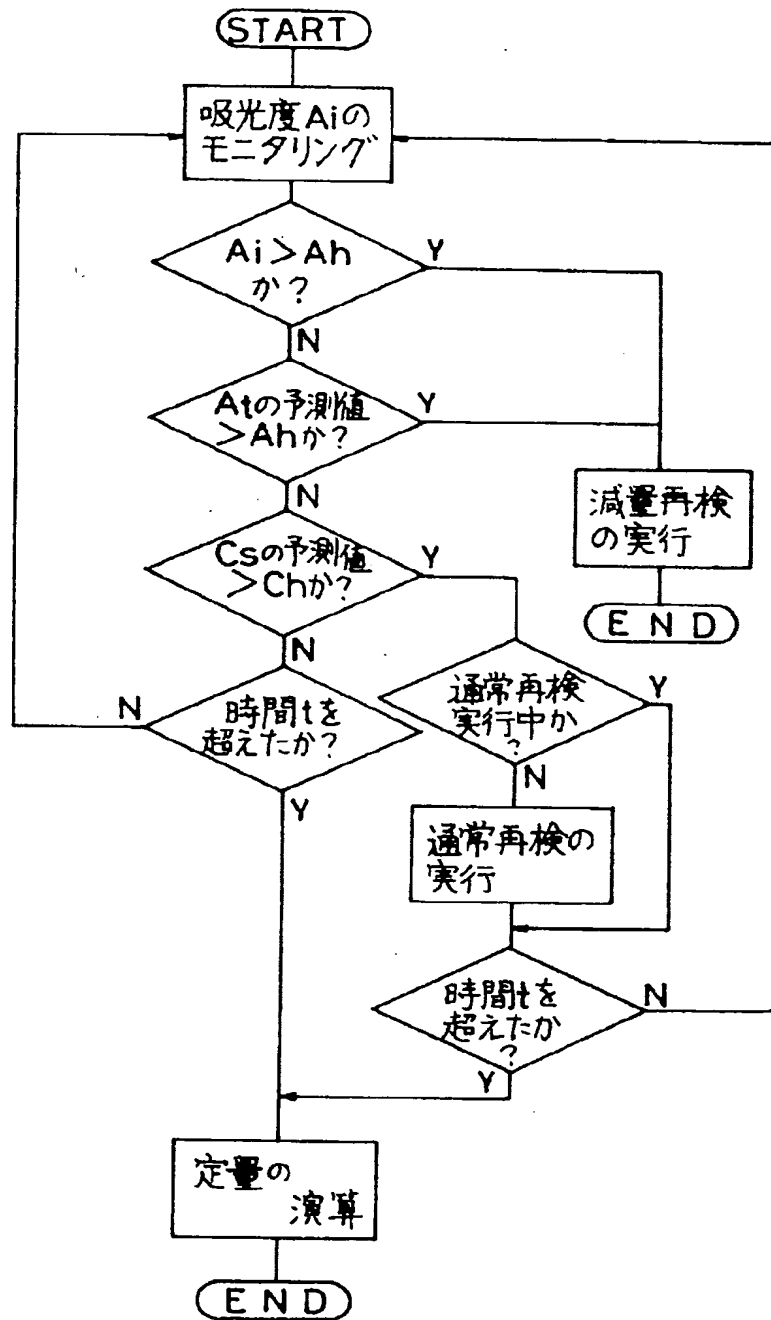 START
吸光度Aiの
モニタリング
Ai>Ah
か?
Y
N
Atの予測値
>Ahか?
Y
N
減量再検
の実行
END
Csの予測値
>Chか?
Y
N
通常再検
実行中か
?
Y
N
時間tを
超えたか?
N
Y
通常再検の
実行
時間tを
超えたか
?
N
Y
定量の
演算
END